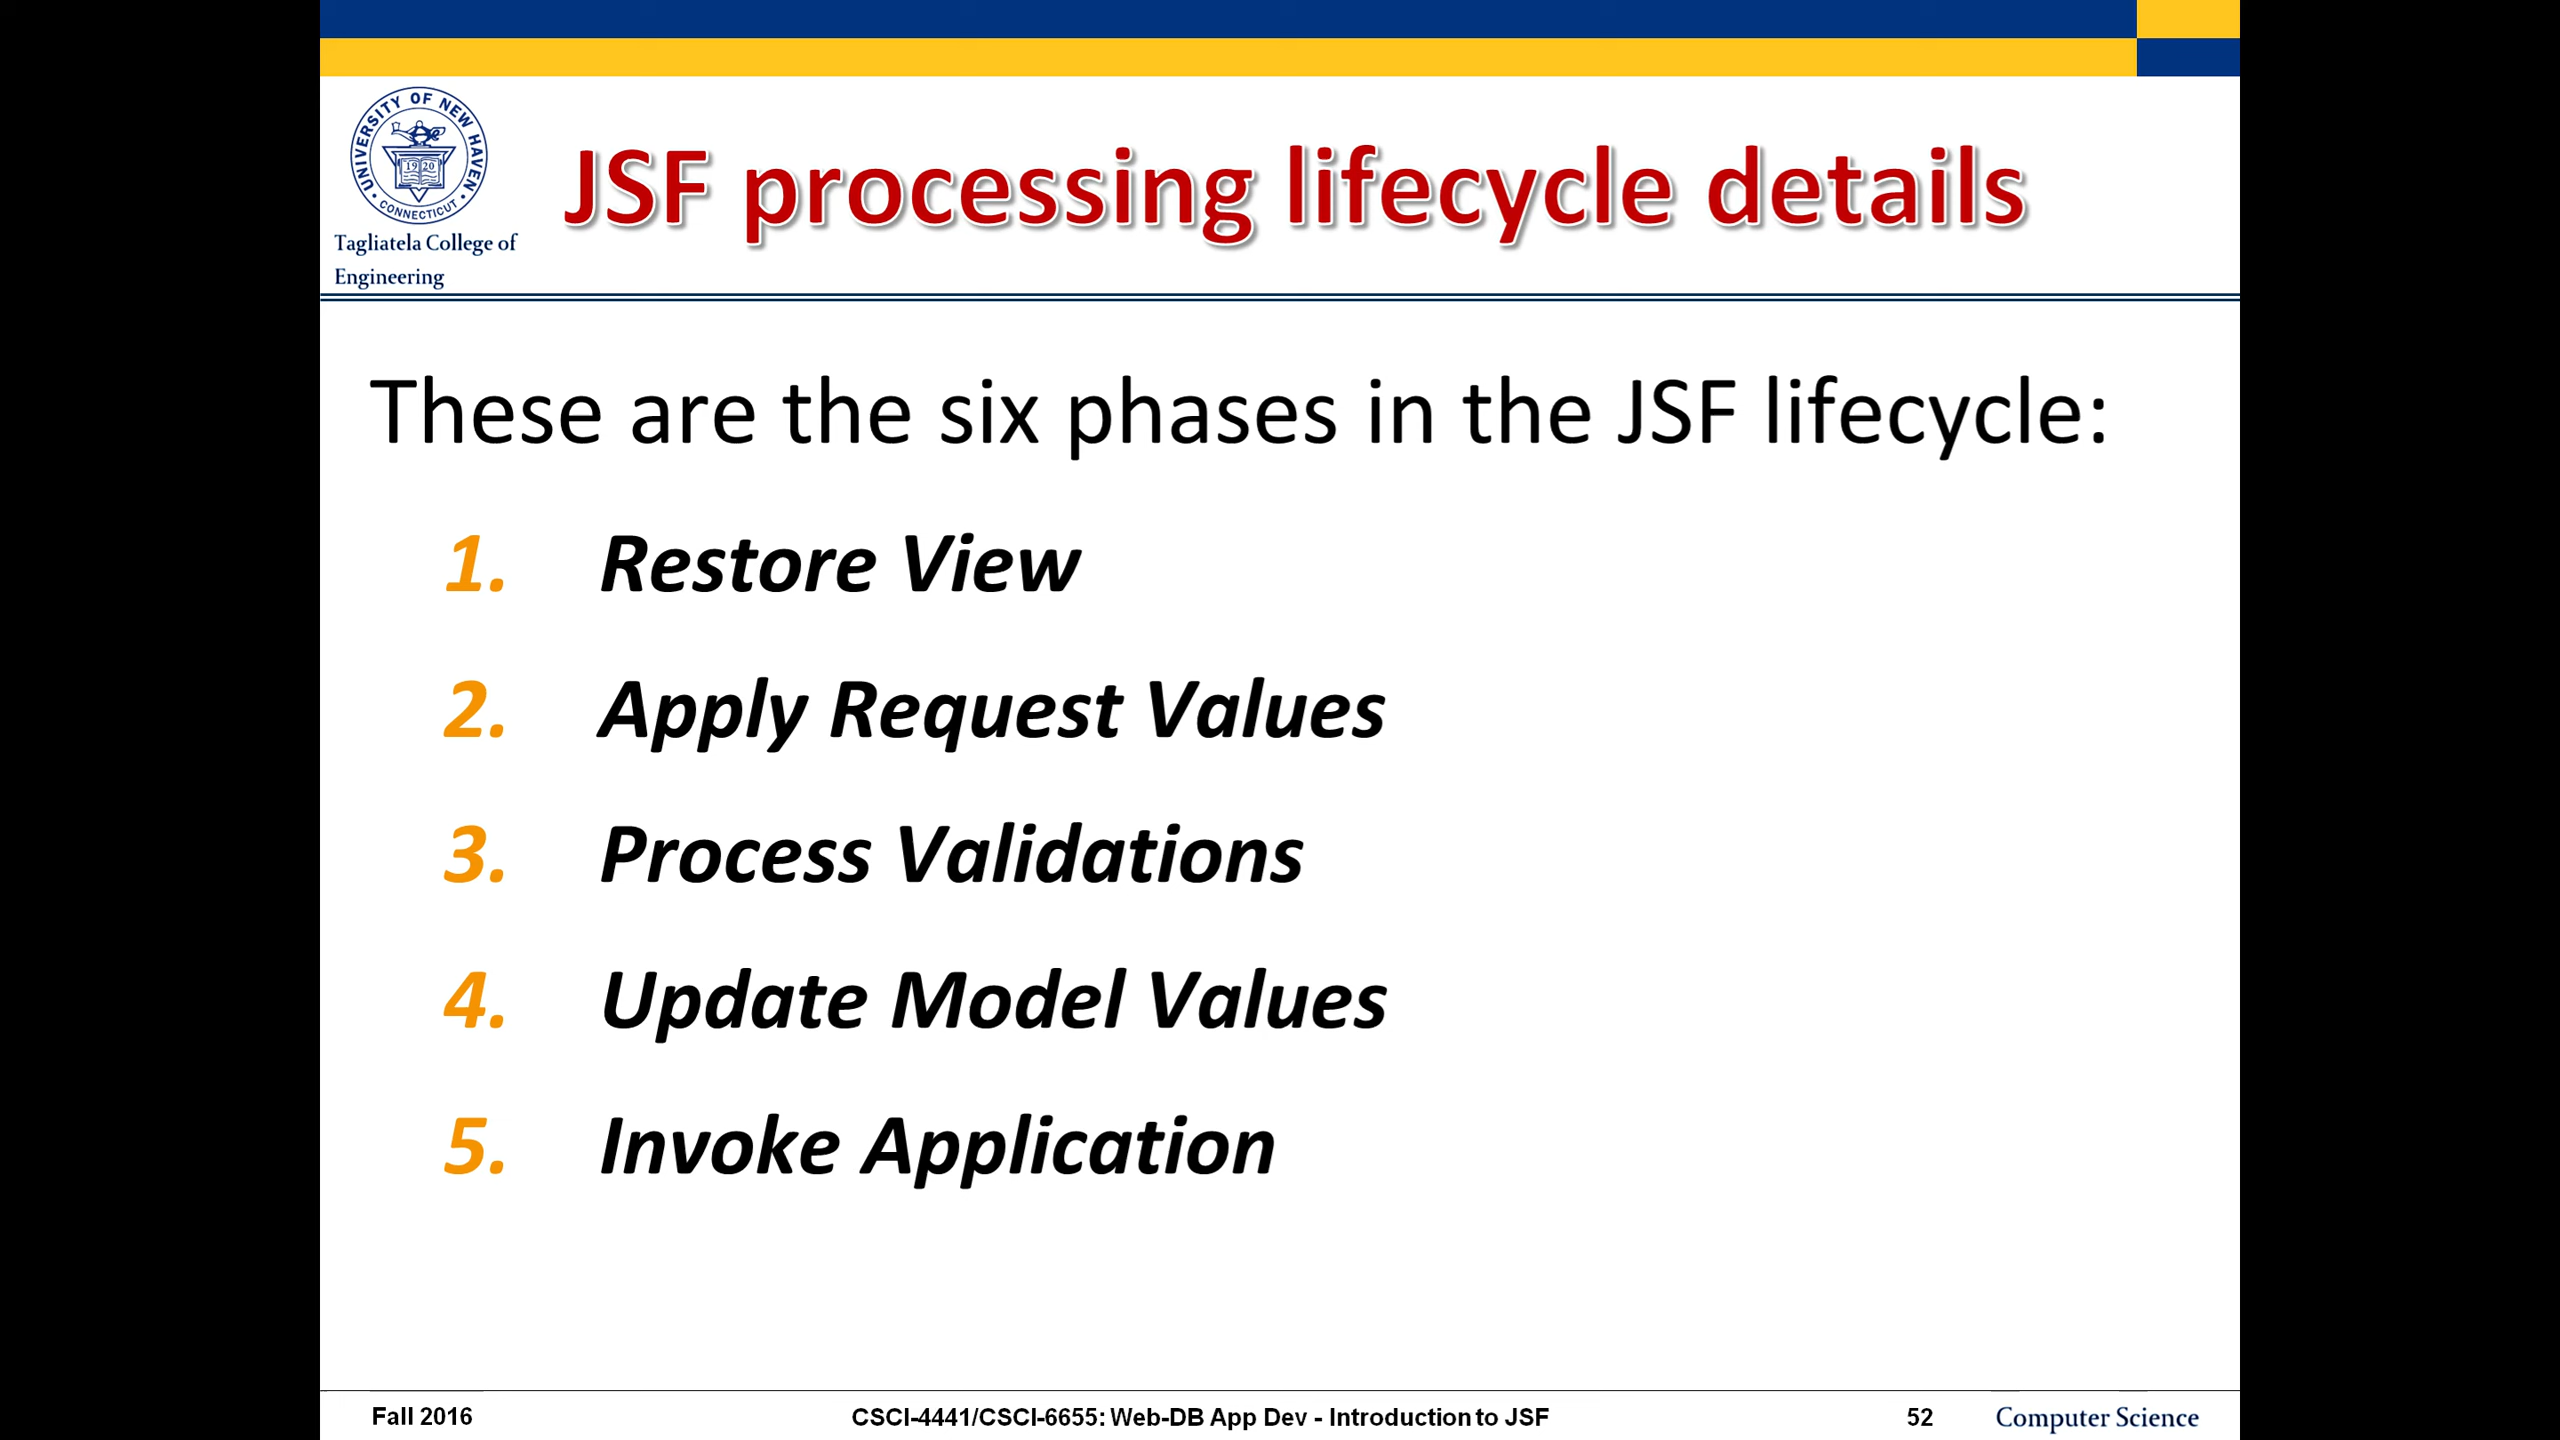 UNIVERSITY OF NEW HAVEN
19 20
CONNECTICUT
Tagliatela College of
Engineering
JSF processing lifecycle details
These are the six phases in the JSF lifecycle:
1. Restore View
2. Apply Request Values
3. Process Validations
4. Update Model Values
5. Invoke Application
Fall 2016
CSCI-4441/CSCI-6655: Web-DB App Dev - Introduction to JSF
52
Computer Science